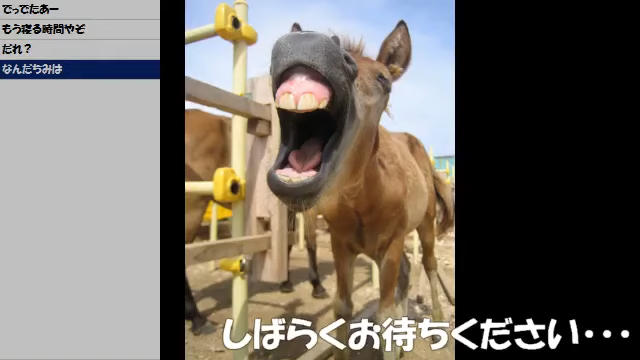 でっでたあー
もう寝る時間やぞ
だれ？
なんだちみは
しばらくお待ちください・・・